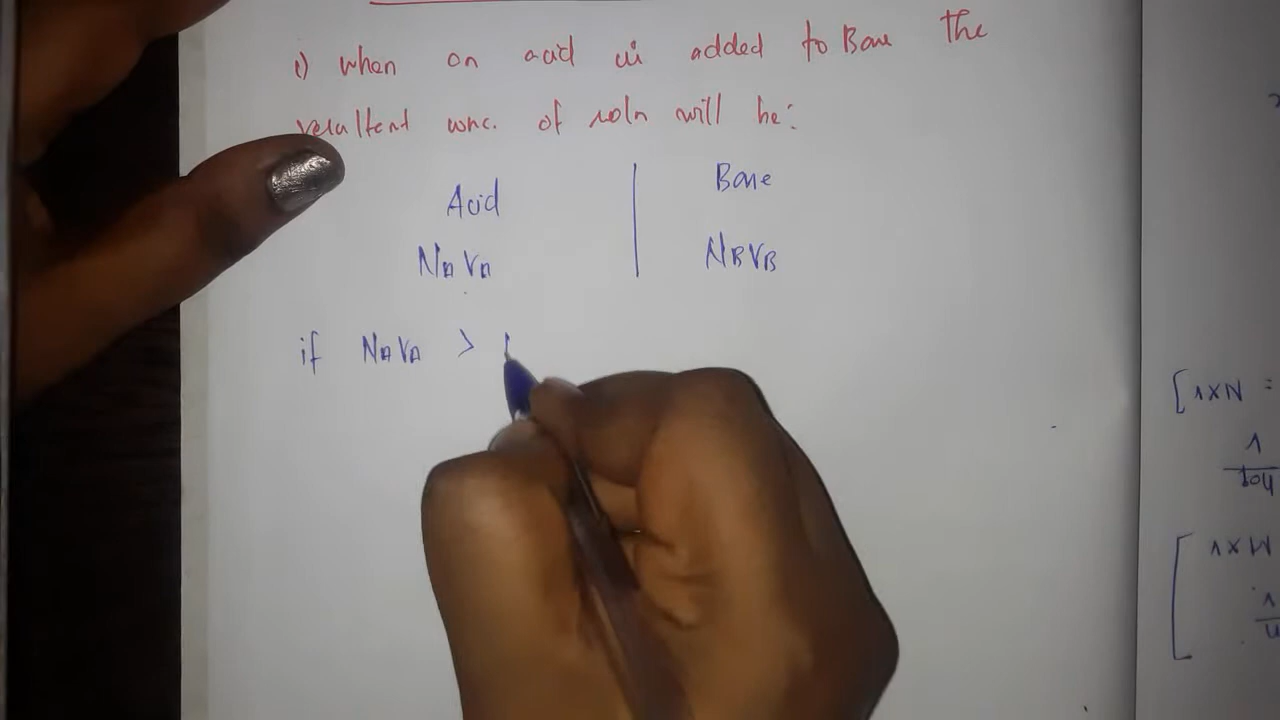 1) when an acid is added to Base the
resultent conc. of soln will be:
Acid Base
NAVA NBVB
if NAVA >
= N×V]
V
M×V
V
n